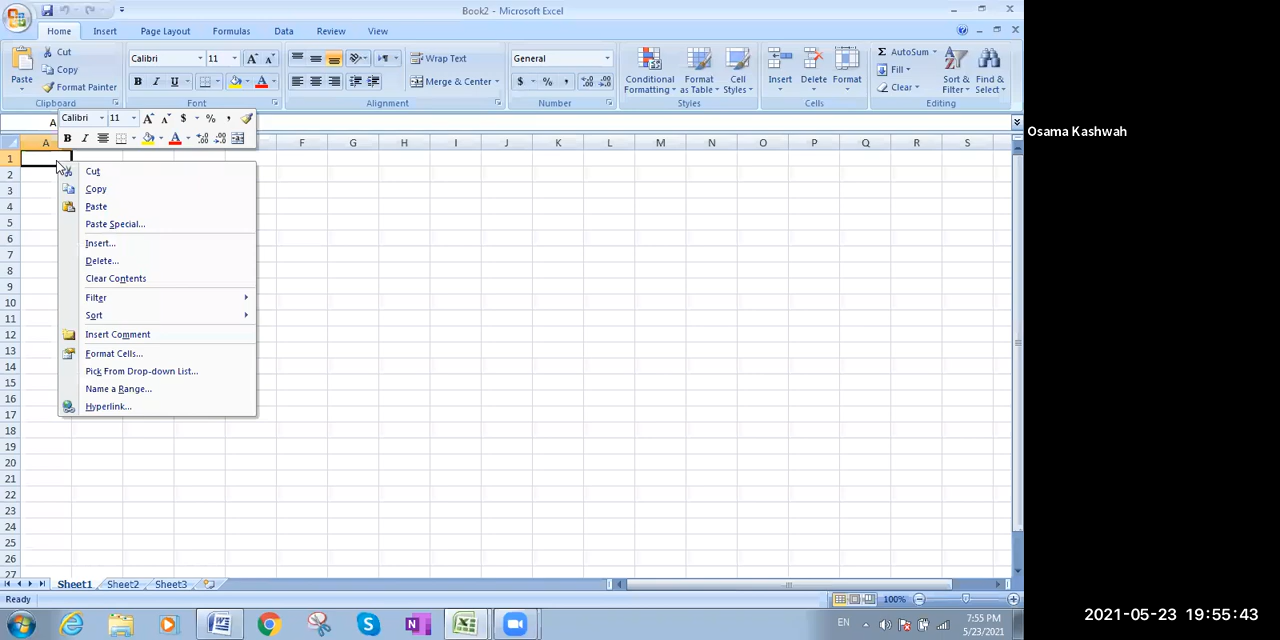 Book2 - Microsoft Excel
Home Insert Page Layout Formulas Data Review View
Paste
Cut
Copy
Format Painter
Clipboard
Calibri 11
B I U
Font
Wrap Text
Merge & Center
Alignment
General
$ % ,
Number
Conditional Formatting
Format as Table
Cell Styles
Styles
Insert Delete Format
Cells
AutoSum
Fill
Clear
Sort & Filter
Find & Select
Editing
Calibri 11 $ % ,
B I
A
A F G H I J K L M N O P Q R S
1
2
3
4
5
6
7
8
9
10
11
12
13
14
15
16
17
18
19
20
21
22
23
24
25
26
27
Cut
Copy
Paste
Paste Special...
Insert...
Delete...
Clear Contents
Filter
Sort
Insert Comment
Format Cells...
Pick From Drop-down List...
Name a Range...
Hyperlink...
Sheet1 Sheet2 Sheet3
Ready
100%
EN
7:55 PM
5/23/2021
Osama Kashwah
2021-05-23 19:55:43